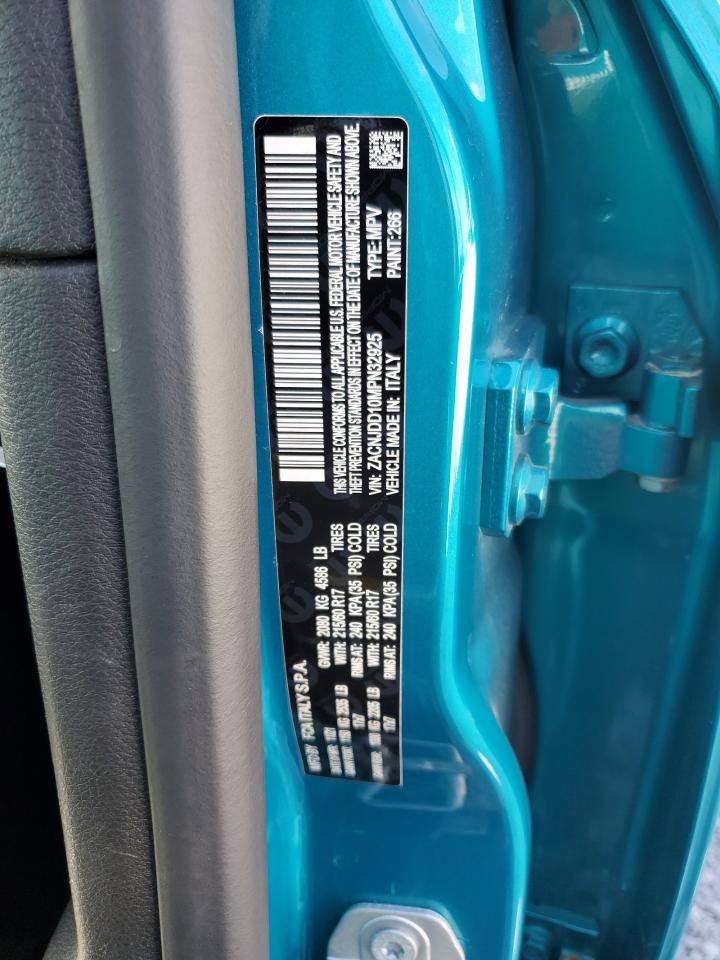 MFD BY FCA ITALY S.P.A.
GVWR: 2080 KG 4586 LB
WITH: 215/60 R17 TIRES
RIMS AT: 240 KPA (35 PSI) COLD
WITH: 215/60 R17 TIRES
RIMS AT: 240 KPA (35 PSI) COLD
THIS VEHICLE CONFORMS TO ALL APPLICABLE U.S. FEDERAL MOTOR VEHICLE SAFETY AND
THEFT PREVENTION STANDARDS IN EFFECT ON THE DATE OF MANUFACTURE SHOWN ABOVE.
VIN: ZACNJDD10MPN32925 TYPE: MPV
VEHICLE MADE IN: ITALY PAINT: 266